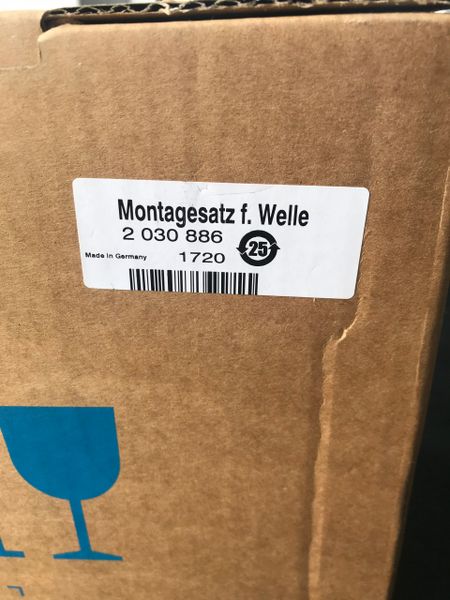 Montagesatz f. Welle
2 030 886
Made in Germany 1720 25